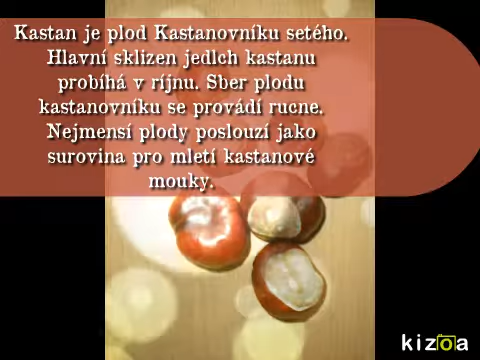 Kastan je plod Kastanovníku setého.
Hlavní sklizen jedlch kastanu
probíhá v ríjnu. Sber plodu
kastanovníku se provádí rucne.
Nejmensí plody poslouzí jako
surovina pro mletí kastanové
mouky.
kizoa